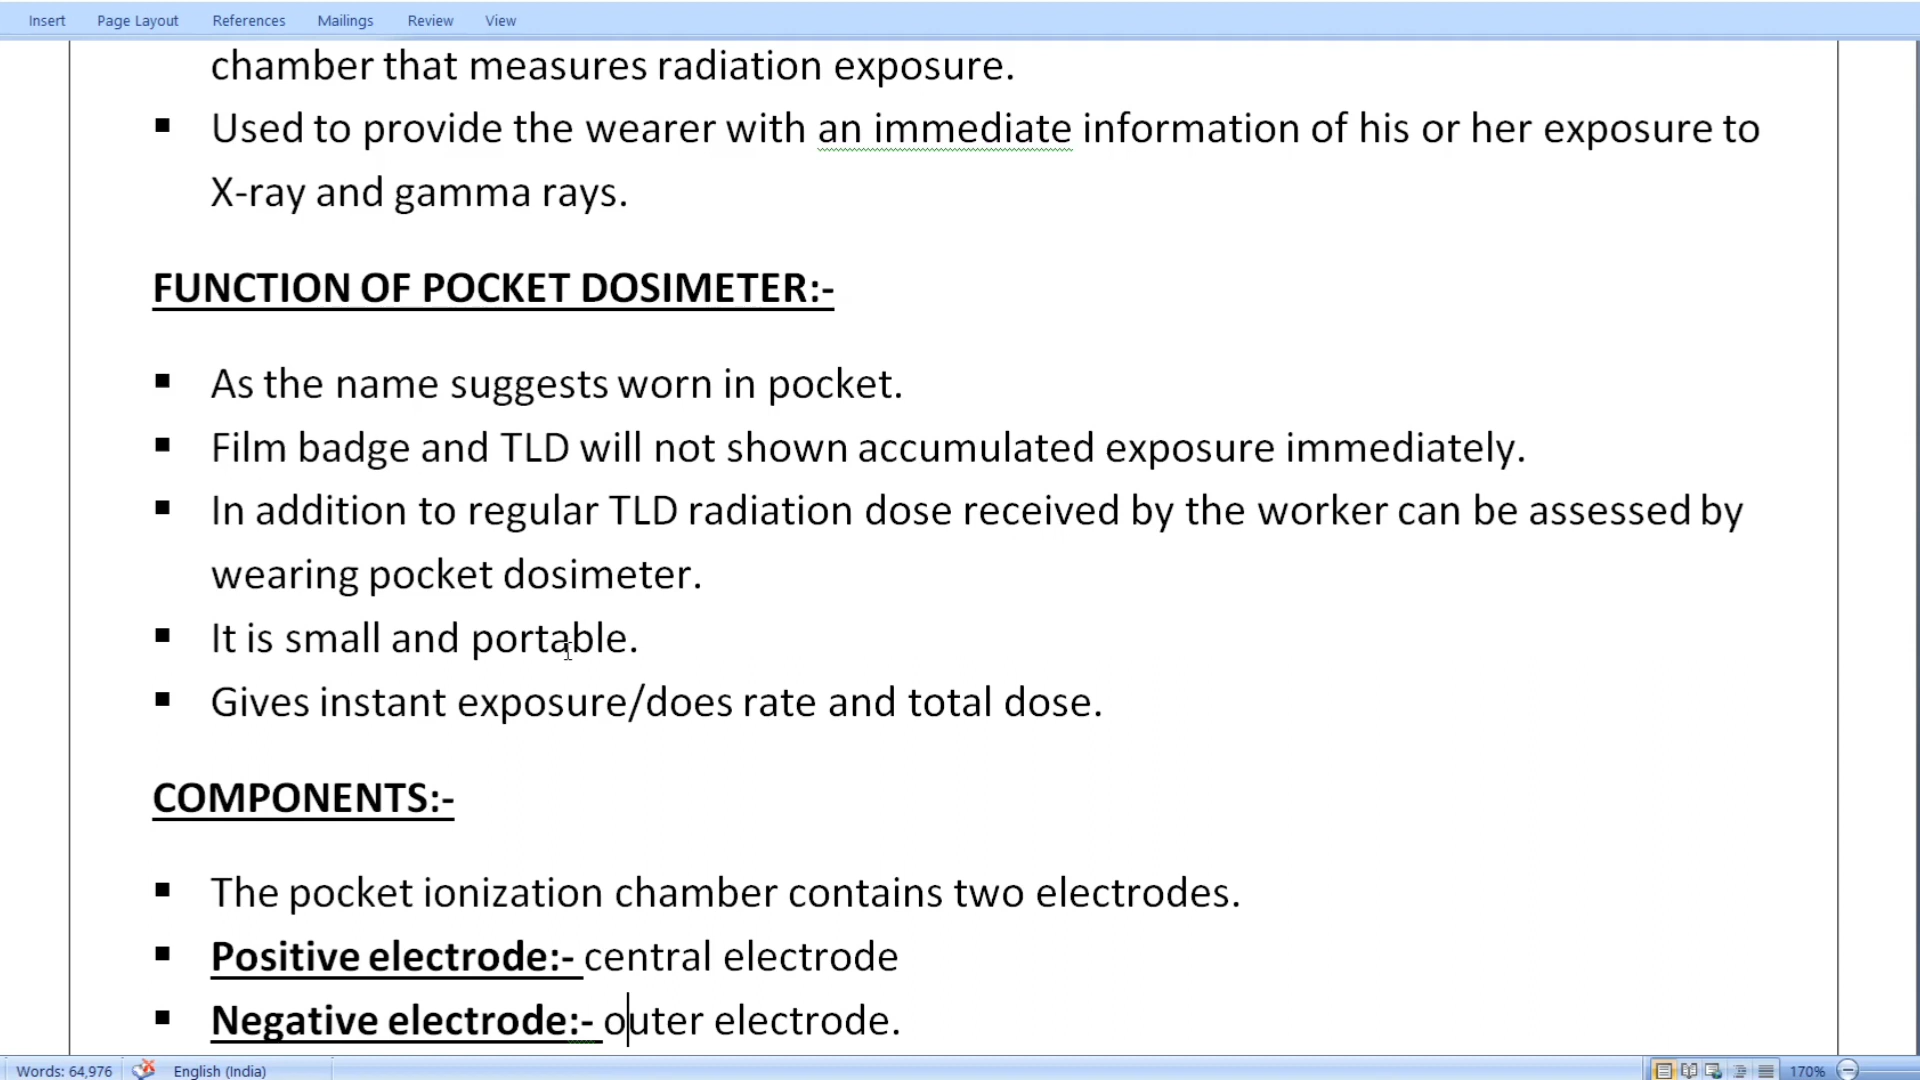 Insert Page Layout References Mailings Review View
chamber that measures radiation exposure.
▪ Used to provide the wearer with an immediate information of his or her exposure to
X-ray and gamma rays.
FUNCTION OF POCKET DOSIMETER:-
▪ As the name suggests worn in pocket.
▪ Film badge and TLD will not shown accumulated exposure immediately.
▪ In addition to regular TLD radiation dose received by the worker can be assessed by
wearing pocket dosimeter.
▪ It is small and portable.
▪ Gives instant exposure/does rate and total dose.
COMPONENTS:-
▪ The pocket ionization chamber contains two electrodes.
▪ Positive electrode:- central electrode
▪ Negative electrode:- outer electrode.
Words: 64,976 English (India) 170%